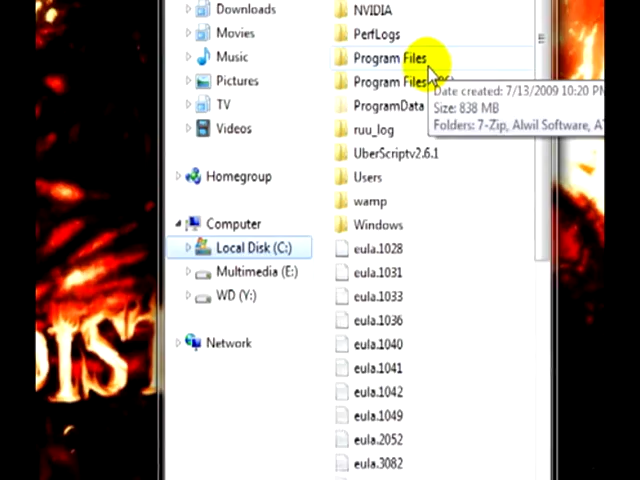 Downloads
Movies
Music
Pictures
TV
Videos
Homegroup
Computer
Local Disk (C:)
Multimedia (E:)
WD (Y:)
Network
NVIDIA
PerfLogs
Program Files
Program Files
ProgramData
ruu_log
UberScriptv2.6.1
Users
wamp
Windows
eula.1028
eula.1031
eula.1033
eula.1036
eula.1040
eula.1041
eula.1042
eula.1049
eula.2052
eula.3082
Date created: 7/13/2009 10:20 PM
Size: 838 MB
Folders: 7-Zip, Alwil Software,
DIST